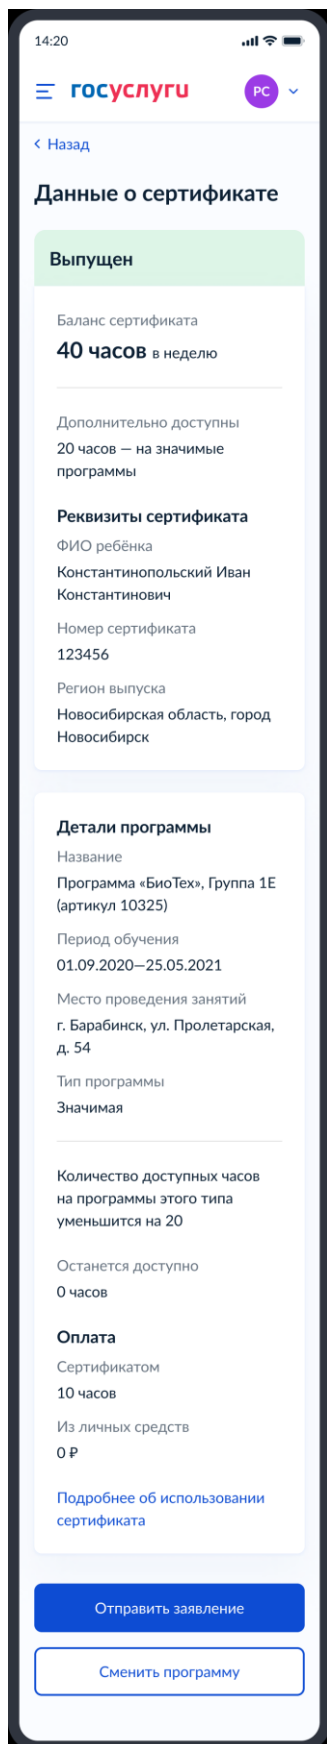 14:20
госуслуги
РС
Назад
Данные о сертификате
Выпущен
Баланс сертификата
40 часов в неделю
Дополнительно доступны
20 часов — на значимые
программы
Реквизиты сертификата
ФИО ребёнка
Константинопольский Иван
Константинович
Номер сертификата
123456
Регион выпуска
Новосибирская область, город
Новосибирск
Детали программы
Название
Программа «БиоТех», Группа 1Е
(артикул 10325)
Период обучения
01.09.2020—25.05.2021
Место проведения занятий
г. Барабинск, ул. Пролетарская,
д. 54
Тип программы
Значимая
Количество доступных часов
на программы этого типа
уменьшится на 20
Останется доступно
0 часов
Оплата
Сертификатом
10 часов
Из личных средств
0 ₽
Подробнее об использовании
сертификата
Отправить заявление
Сменить программу